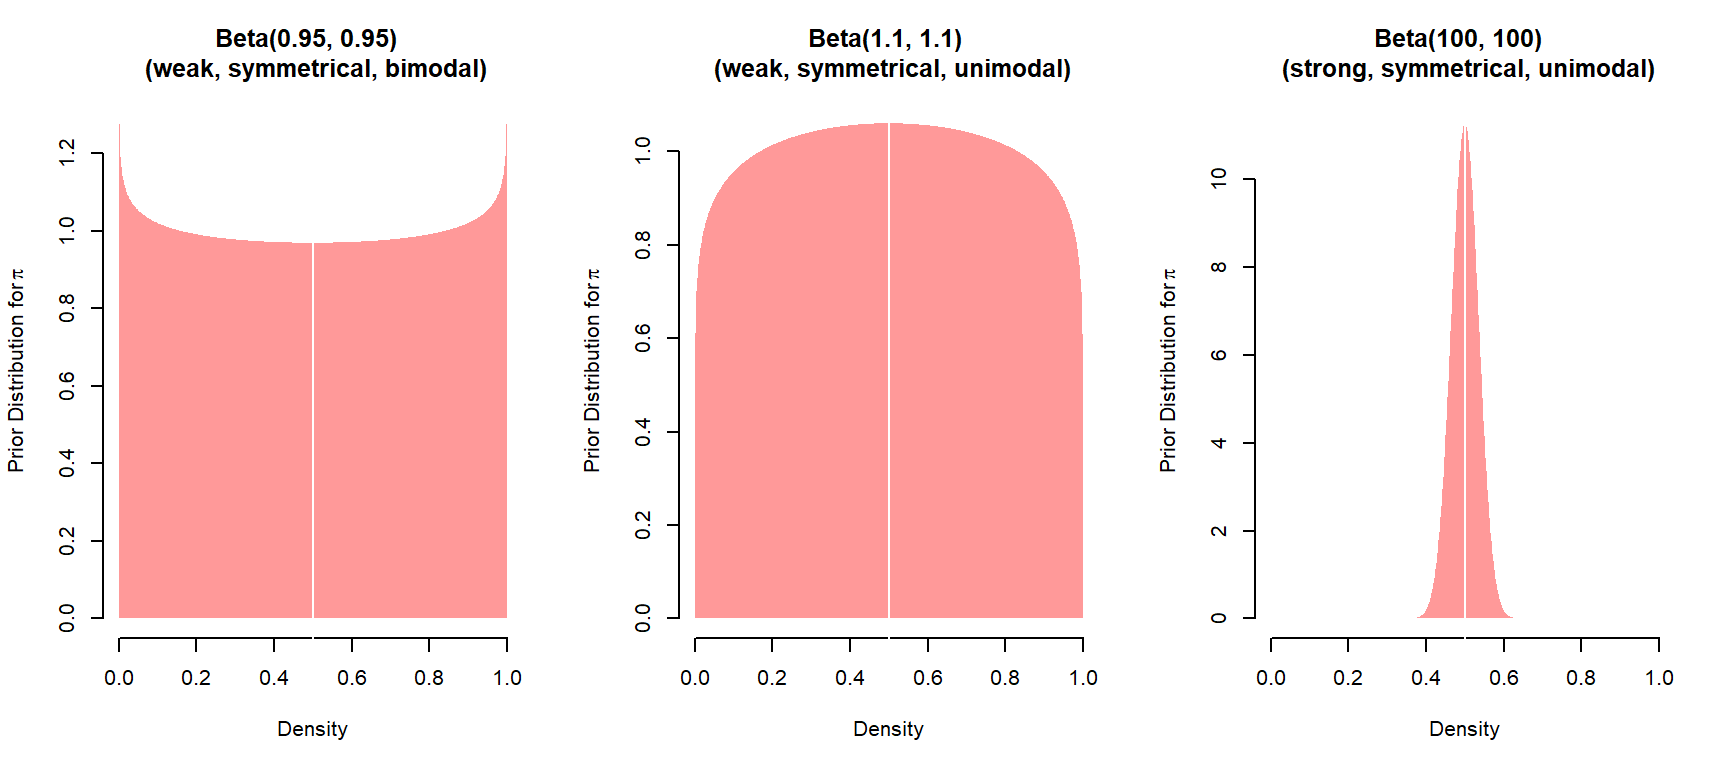 Beta(0.95, 0.95)
(weak, symmetrical, bimodal)
Prior Distribution for π
1.2
1.0
0.8
0.6
0.4
0.2
0.0
0.0 0.2 0.4 0.6 0.8 1.0
Density
Beta(1.1, 1.1)
(weak, symmetrical, unimodal)
Prior Distribution for π
1.0
0.8
0.6
0.4
0.2
0.0
0.0 0.2 0.4 0.6 0.8 1.0
Density
Beta(100, 100)
(strong, symmetrical, unimodal)
Prior Distribution for π
10
8
6
4
2
0
0.0 0.2 0.4 0.6 0.8 1.0
Density